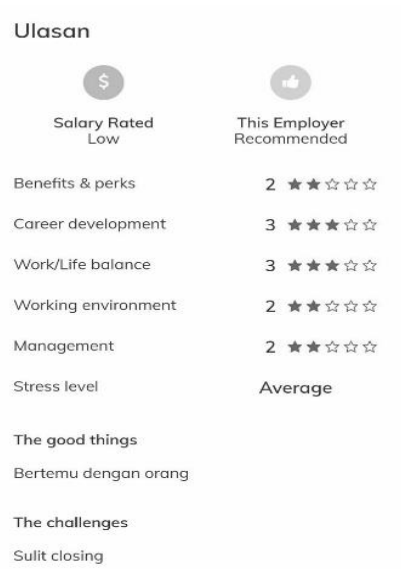 Ulasan
$
Salary Rated
Low
This Employer
Recommended
Benefits & perks 2 ★★☆☆☆
Career development 3 ★★★☆☆
Work/Life balance 3 ★★★☆☆
Working environment 2 ★★☆☆☆
Management 2 ★★☆☆☆
Stress level Average
The good things
Bertemu dengan orang
The challenges
Sulit closing